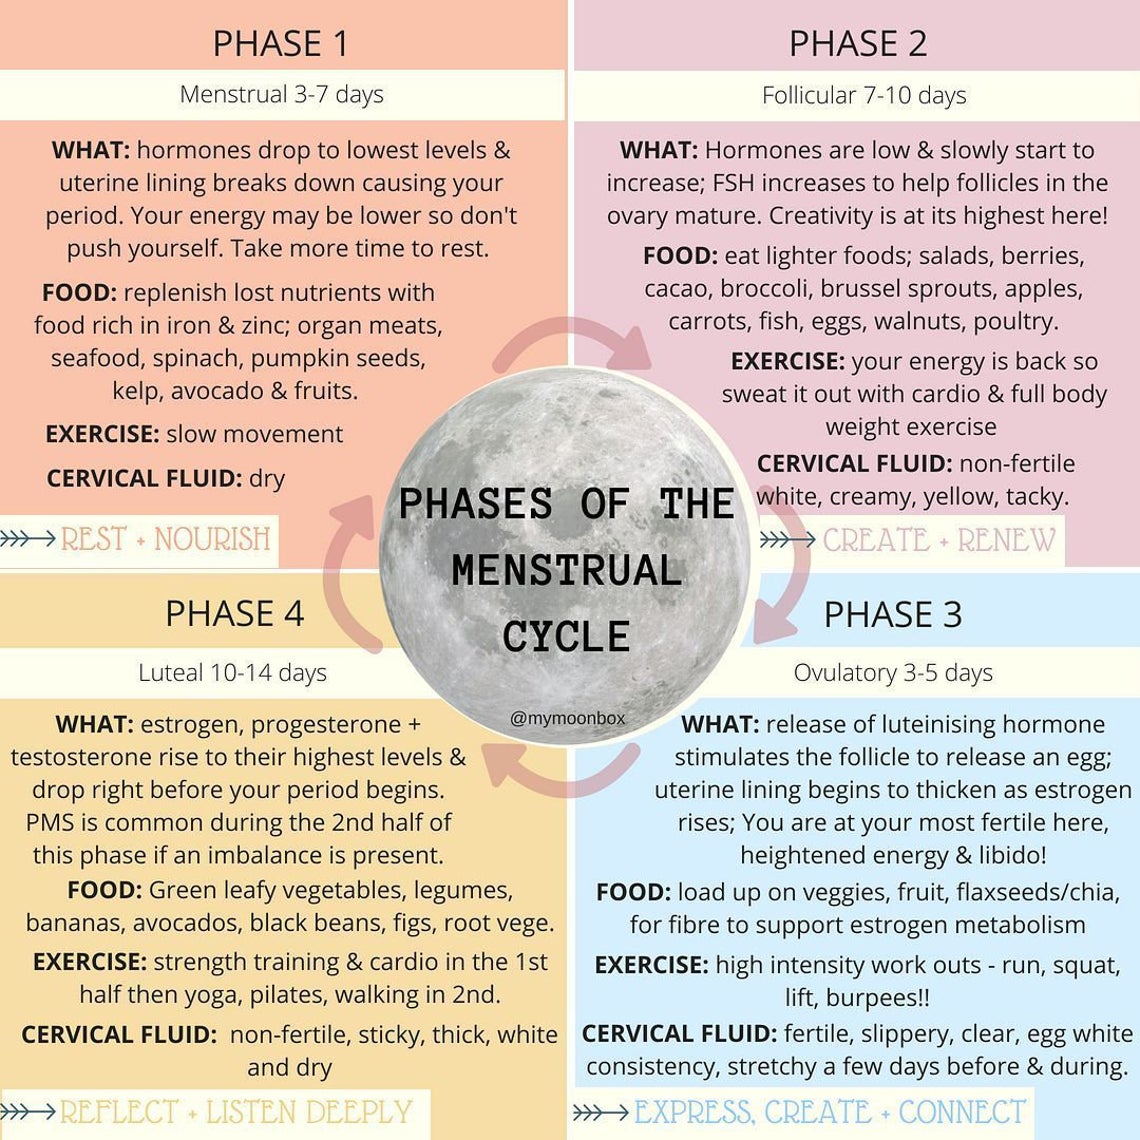 PHASE 1
Menstrual 3-7 days
WHAT: hormones drop to lowest levels &
uterine lining breaks down causing your
period. Your energy may be lower so don't
push yourself. Take more time to rest.
FOOD: replenish lost nutrients with
food rich in iron & zinc; organ meats,
seafood, spinach, pumpkin seeds,
kelp, avocado & fruits.
EXERCISE: slow movement
CERVICAL FLUID: dry
REST + NOURISH
PHASE 2
Follicular 7-10 days
WHAT: Hormones are low & slowly start to
increase; FSH increases to help follicles in the
ovary mature. Creativity is at its highest here!
FOOD: eat lighter foods; salads, berries,
cacao, broccoli, brussel sprouts, apples,
carrots, fish, eggs, walnuts, poultry.
EXERCISE: your energy is back so
sweat it out with cardio & full body
weight exercise
CERVICAL FLUID: non-fertile
white, creamy, yellow, tacky.
CREATE + RENEW
PHASES OF THE
MENSTRUAL
CYCLE
@mymoonbox
PHASE 4
Luteal 10-14 days
WHAT: estrogen, progesterone +
testosterone rise to their highest levels &
drop right before your period begins.
PMS is common during the 2nd half of
this phase if an imbalance is present.
FOOD: Green leafy vegetables, legumes,
bananas, avocados, black beans, figs, root vege.
EXERCISE: strength training & cardio in the 1st
half then yoga, pilates, walking in 2nd.
CERVICAL FLUID: non-fertile, sticky, thick, white
and dry
REFLECT + LISTEN DEEPLY
PHASE 3
Ovulatory 3-5 days
WHAT: release of luteinising hormone
stimulates the follicle to release an egg;
uterine lining begins to thicken as estrogen
rises; You are at your most fertile here,
heightened energy & libido!
FOOD: load up on veggies, fruit, flaxseeds/chia,
for fibre to support estrogen metabolism
EXERCISE: high intensity work outs - run, squat,
lift, burpees!!
CERVICAL FLUID: fertile, slippery, clear, egg white
consistency, stretchy a few days before & during.
EXPRESS, CREATE + CONNECT